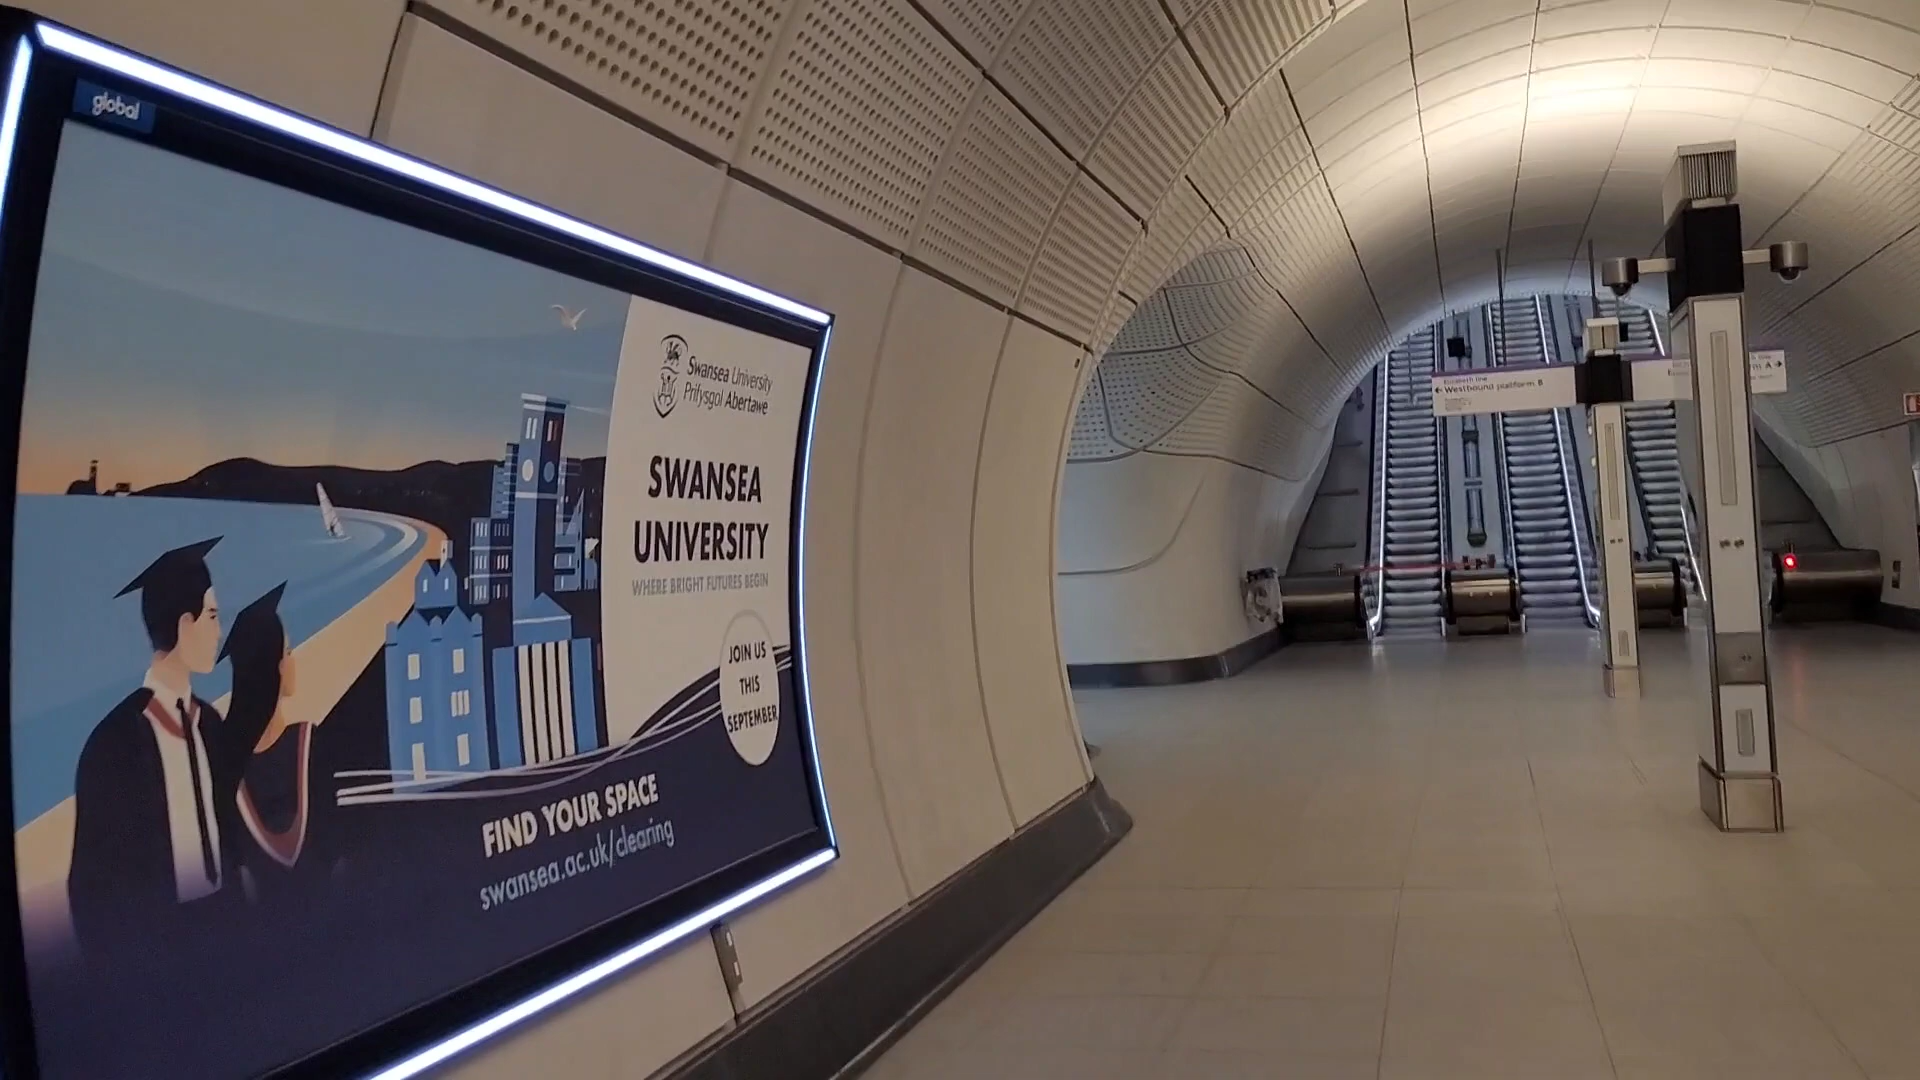 global
Swansea University
Prifysgol Abertawe
SWANSEA
UNIVERSITY
WHERE BRIGHT FUTURES BEGIN
JOIN US
THIS
SEPTEMBER
FIND YOUR SPACE
swansea.ac.uk/clearing
Elizabeth line
← Westbound platform B
A →